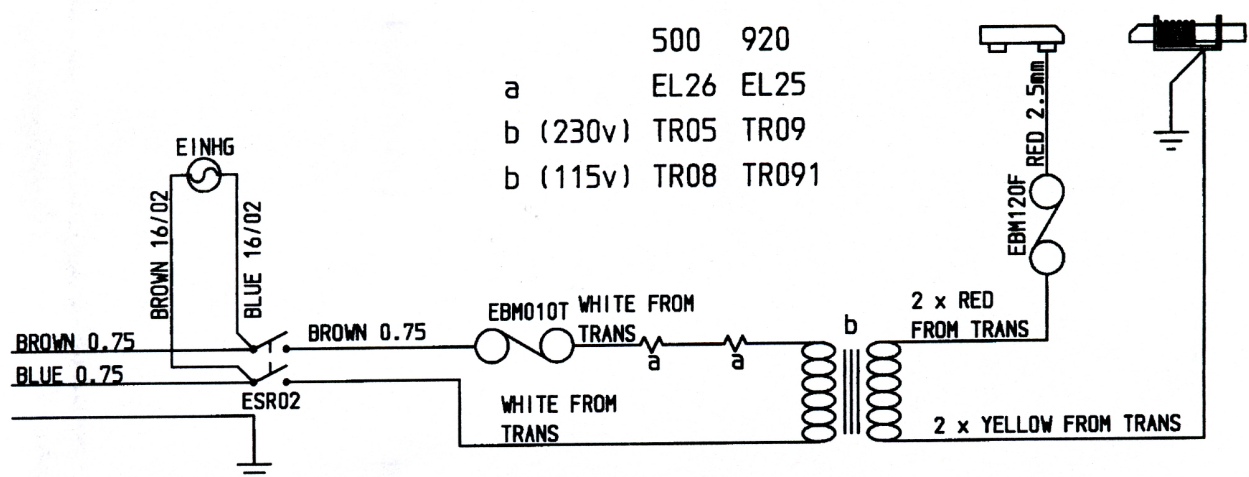 500 920
a EL26 EL25
b (230v) TR05 TR09
b (115v) TR08 TR091
EINHG
BROWN 16/02
BLUE 16/02
BROWN 0.75
BLUE 0.75
ESR02
BROWN 0.75
EBM010T
WHITE FROM
TRANS
a
a
WHITE FROM
TRANS
b
2 x RED
FROM TRANS
EBM120F
RED 2.5mm
2 x YELLOW FROM TRANS